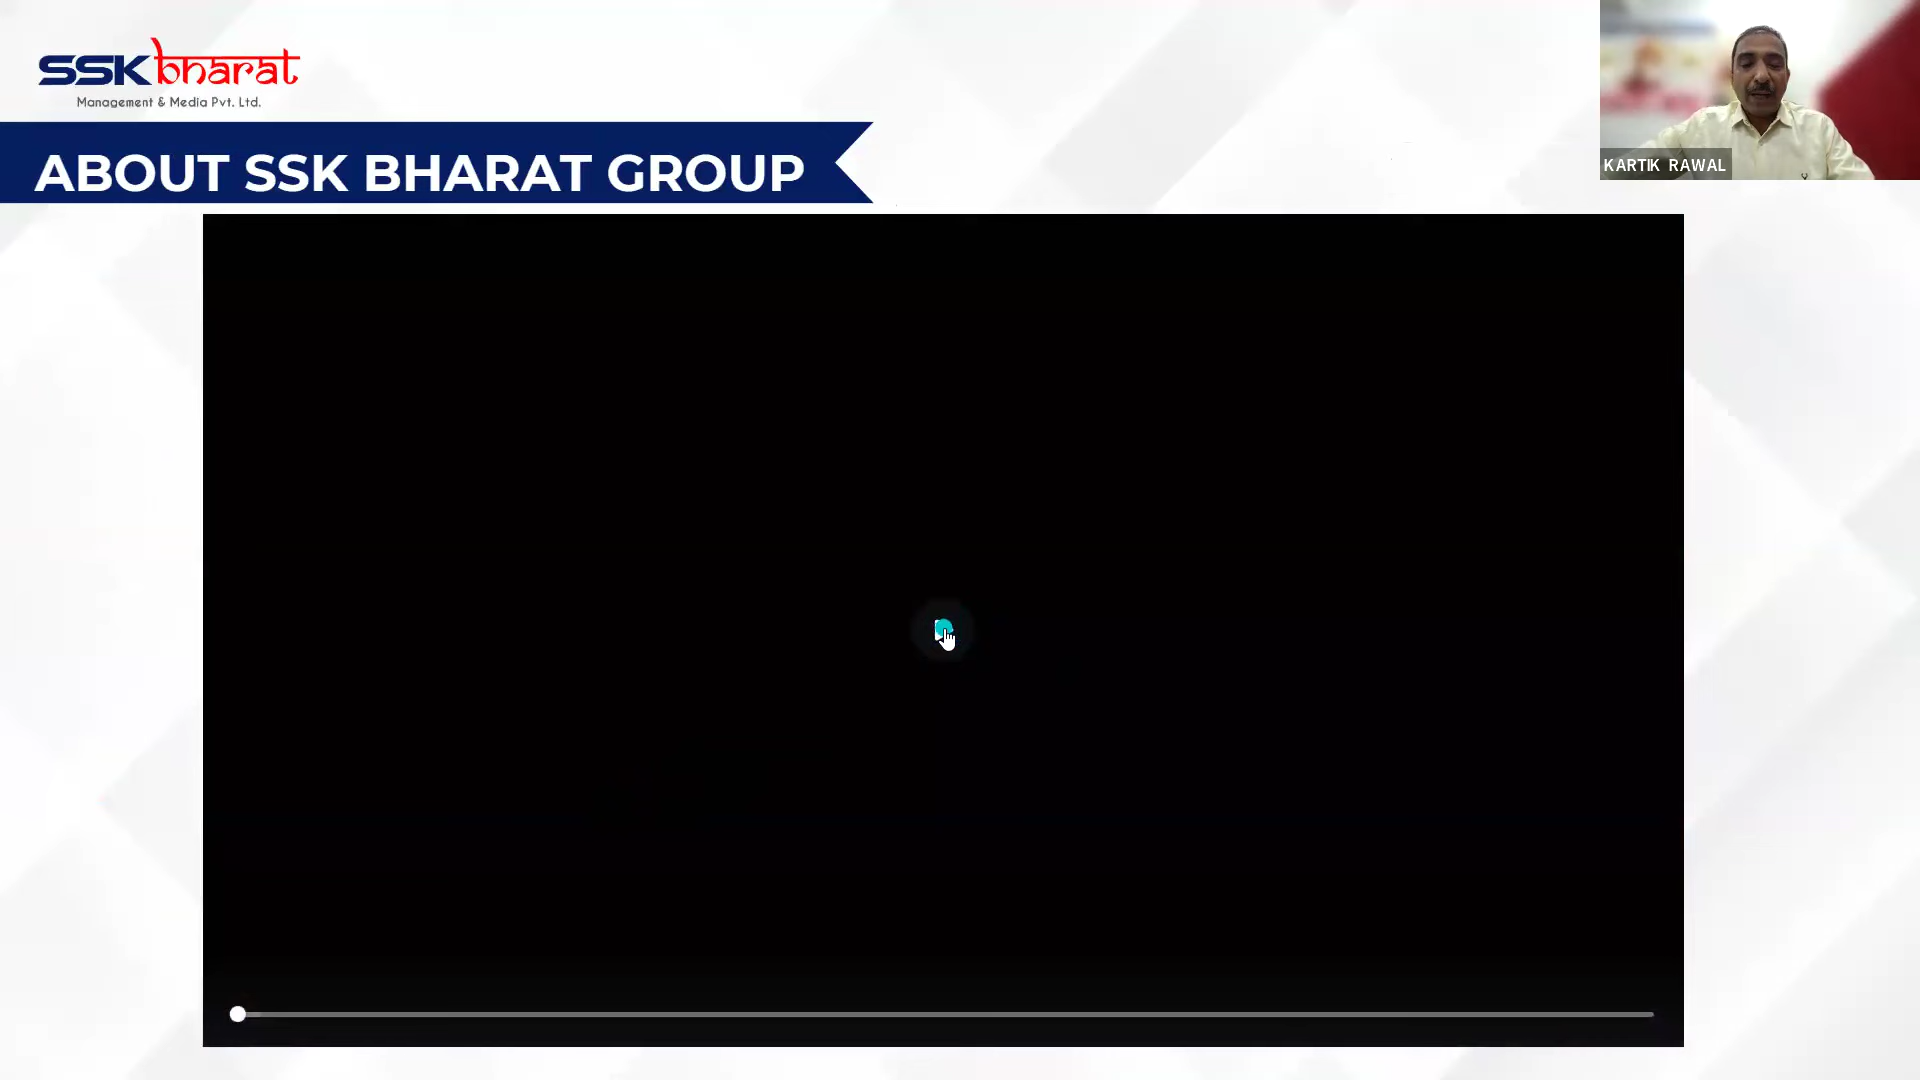 SSK bharat
Management & Media Pvt. Ltd.
ABOUT SSK BHARAT GROUP
KARTIK RAWAL